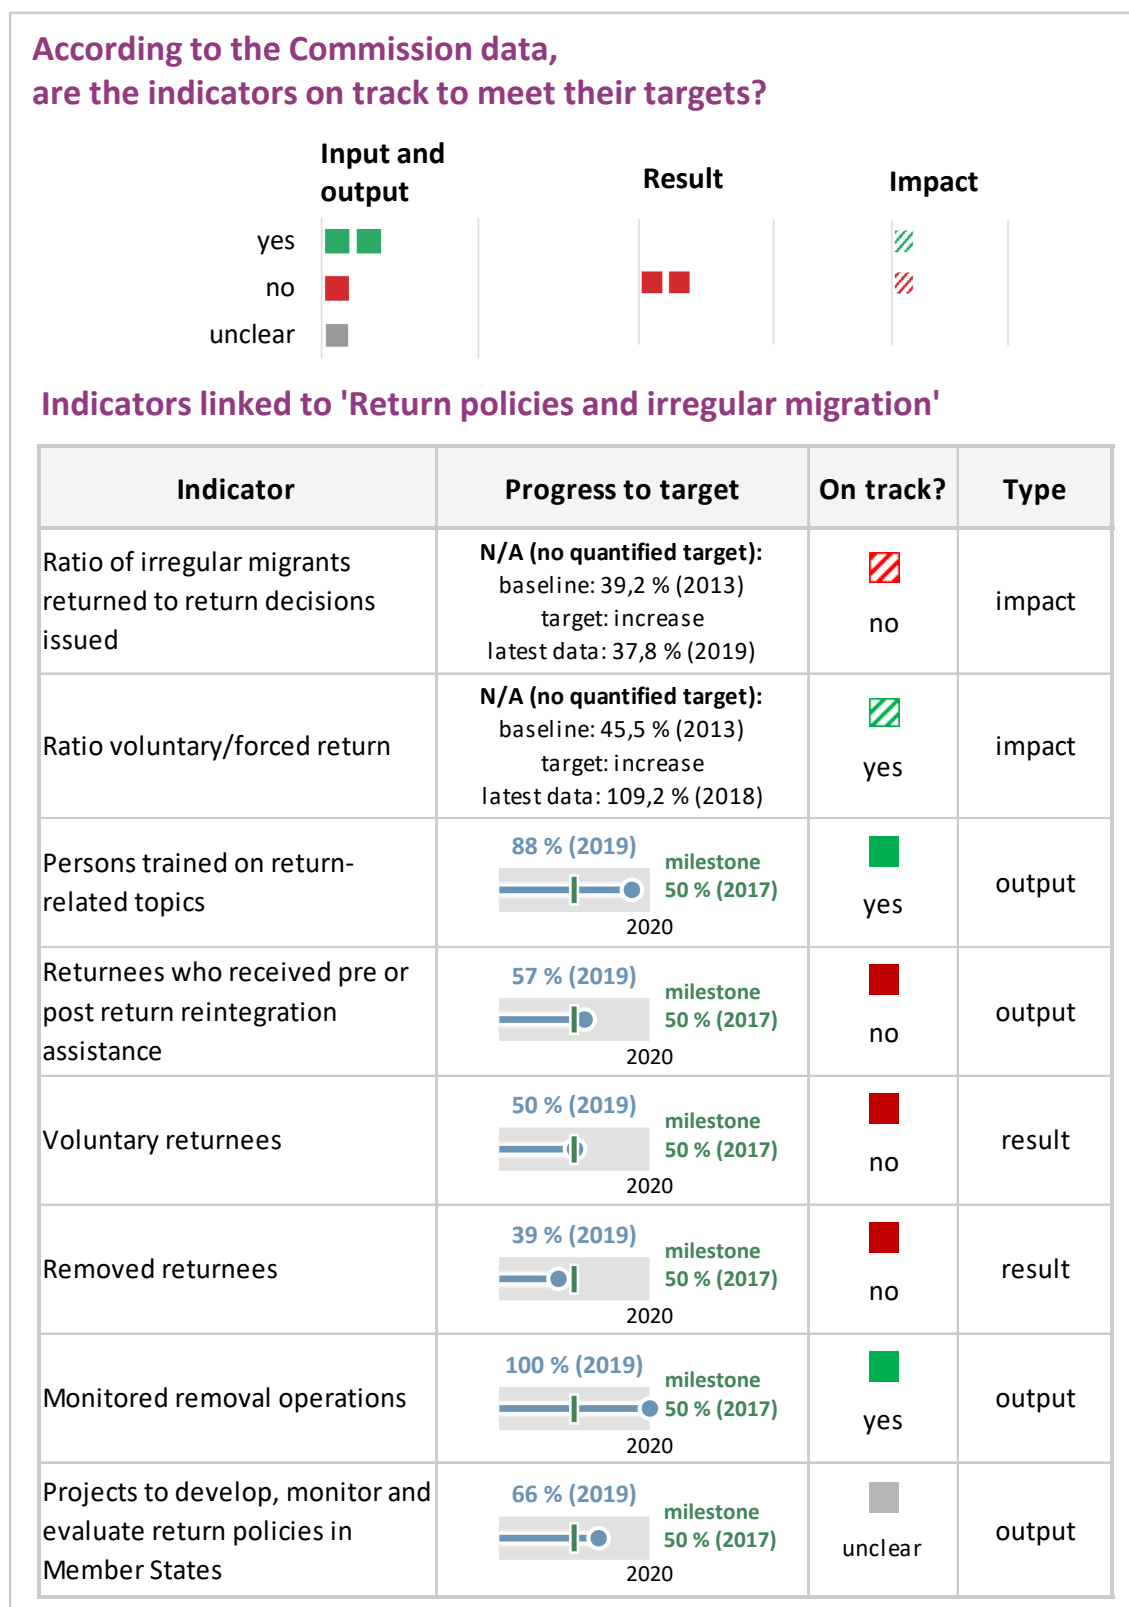 According to the Commission data,
are the indicators on track to meet their targets?
Input and
output
Result
Impact
yes
no
unclear
Indicators linked to 'Return policies and irregular migration'
Indicator
Progress to target
On track?
Type
Ratio of irregular migrants
returned to return decisions
issued
N/A (no quantified target):
baseline: 39,2 % (2013)
target: increase
latest data: 37,8 % (2019)
no
impact
Ratio voluntary/forced return
N/A (no quantified target):
baseline: 45,5 % (2013)
target: increase
latest data: 109,2 % (2018)
yes
impact
Persons trained on return-
related topics
88 % (2019)
milestone
50 % (2017)
2020
yes
output
Returnees who received pre or
post return reintegration
assistance
57 % (2019)
milestone
50 % (2017)
2020
no
output
Voluntary returnees
50 % (2019)
milestone
50 % (2017)
2020
no
result
Removed returnees
39 % (2019)
milestone
50 % (2017)
2020
no
result
Monitored removal operations
100 % (2019)
milestone
50 % (2017)
2020
yes
output
Projects to develop, monitor and
evaluate return policies in
Member States
66 % (2019)
milestone
50 % (2017)
2020
unclear
output